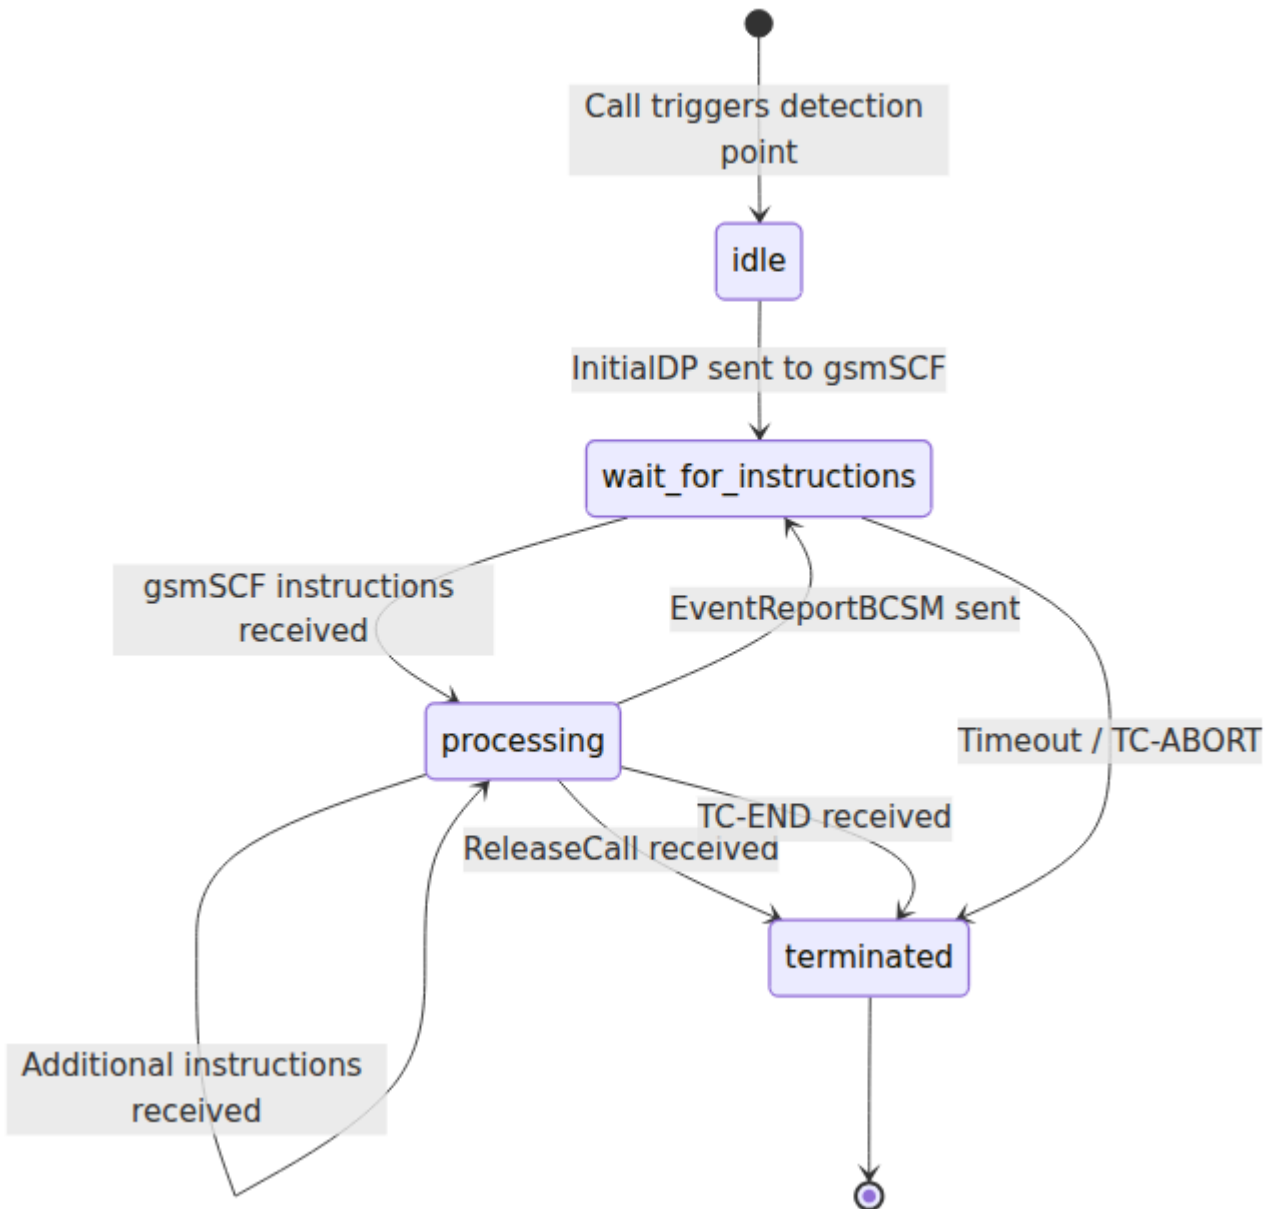 Call triggers detection
point
idle
InitialDP sent to gsmSCF
wait_for_instructions
gsmSCF instructions
received
EventReportBCSM sent
processing
Timeout / TC-ABORT
TC-END received
ReleaseCall received
terminated
Additional instructions
received